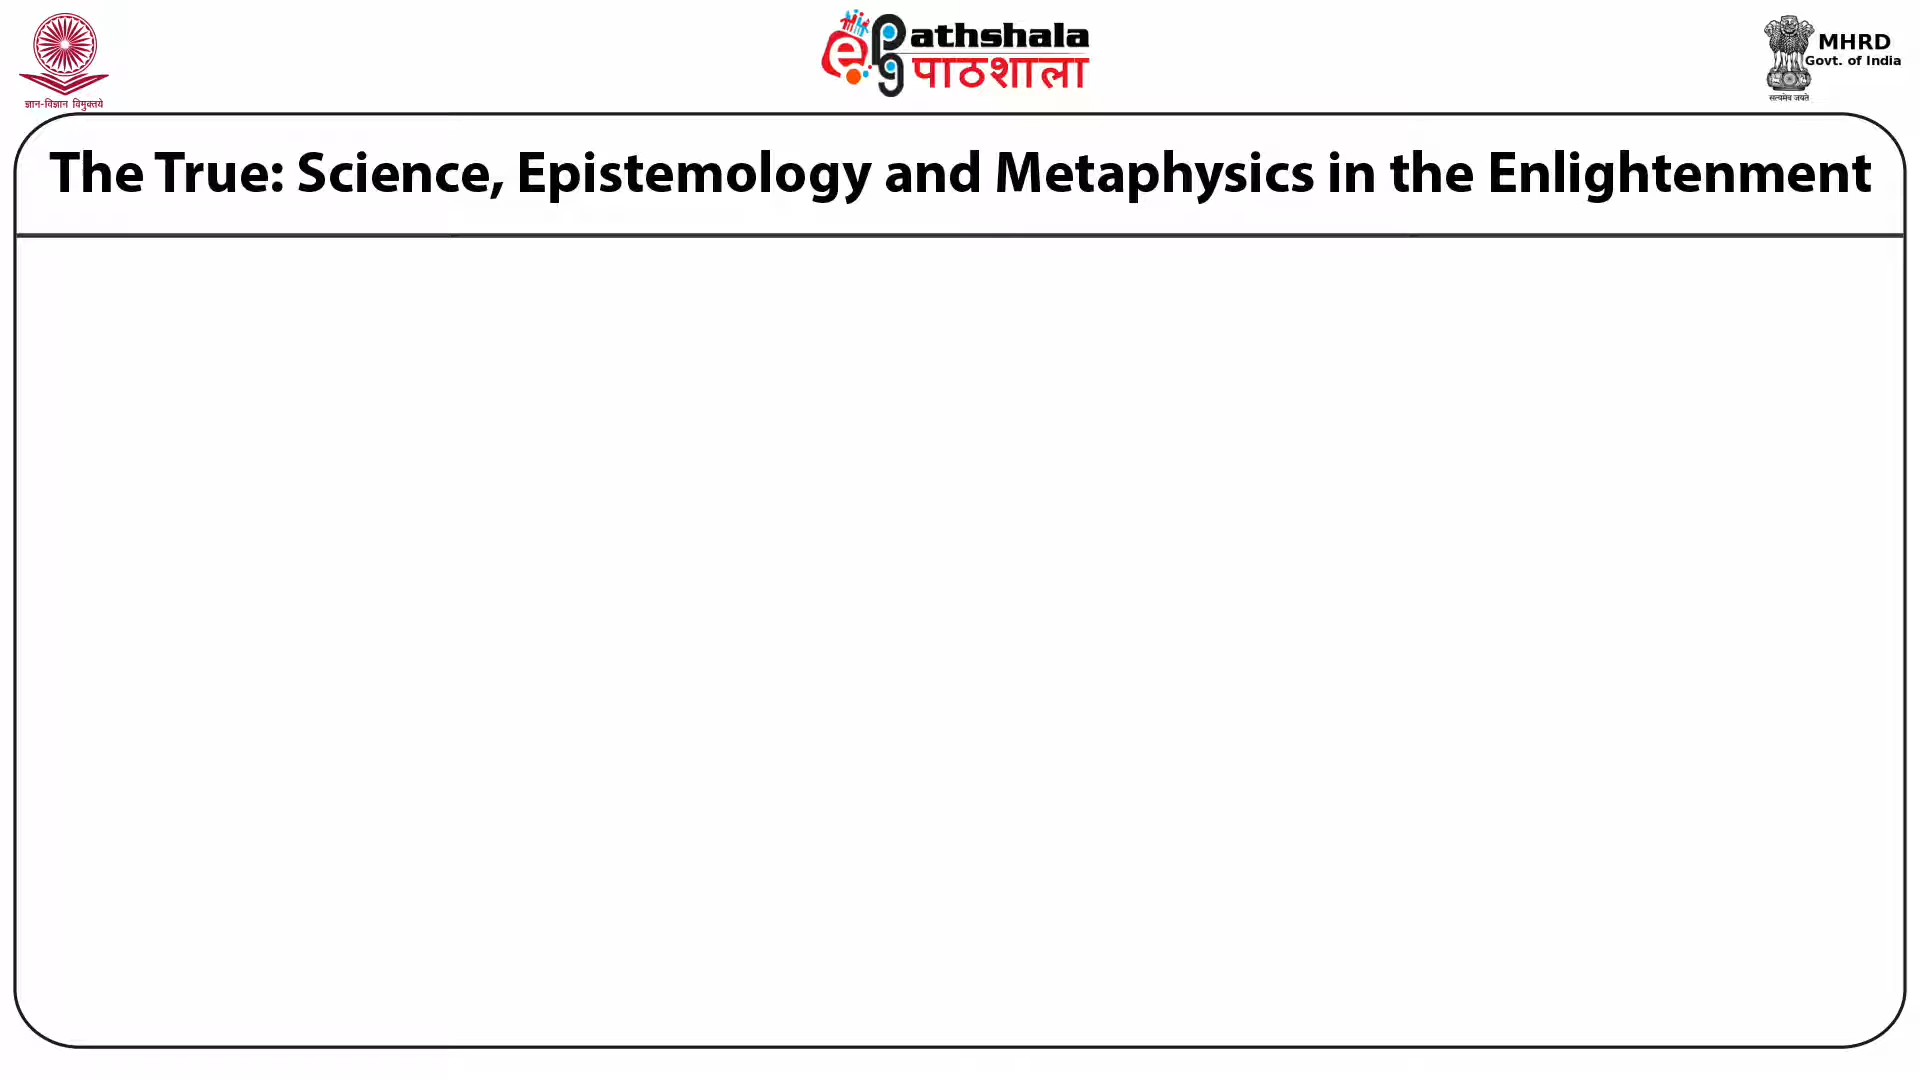 ज्ञान-विज्ञान विमुक्तये
ePG athshala
पाठशाला
MHRD
Govt. of India
सत्यमेव जयते
The True: Science, Epistemology and Metaphysics in the Enlightenment